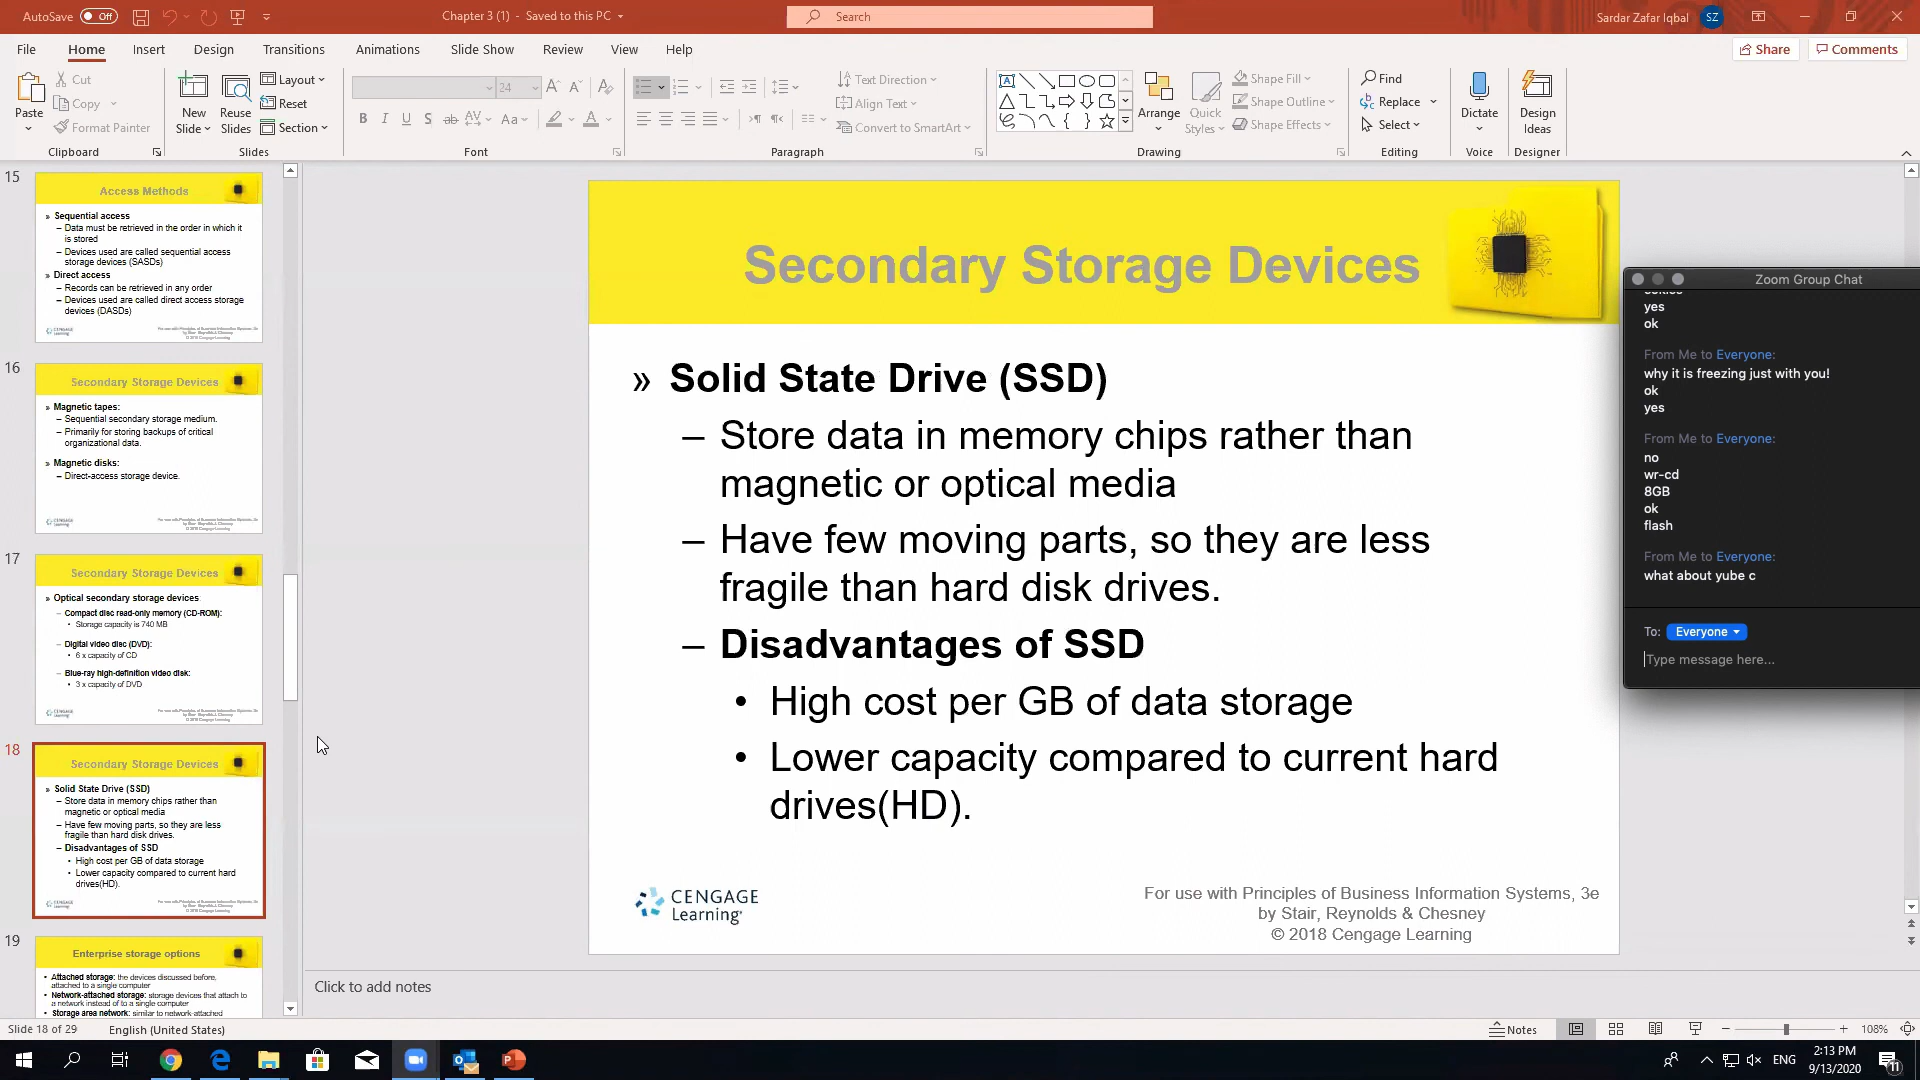 AutoSave Off
Chapter 3 (1) - Saved to this PC
Search
Sardar Zafar Iqbal SZ
File Home Insert Design Transitions Animations Slide Show Review View Help
Share Comments
Paste
Cut
Copy
Format Painter
Clipboard
New Slide
Reuse Slides
Layout
Reset
Section
Slides
24
Font
Text Direction
Align Text
Convert to SmartArt
Paragraph
Arrange
Quick Styles
Shape Fill
Shape Outline
Shape Effects
Drawing
Find
Replace
Select
Editing
Dictate
Voice
Design Ideas
Designer
15
Access Methods
» Sequential access
– Data must be retrieved in the order in which it
is stored
– Devices used are called sequential access
storage devices (SASDs)
» Direct access
– Records can be retrieved in any order
– Devices used are called direct access storage
devices (DASDs)
16
Secondary Storage Devices
» Magnetic tapes:
– Sequential secondary storage medium.
– Primarily for storing backups of critical
organizational data.
» Magnetic disks:
– Direct-access storage device.
17
Secondary Storage Devices
» Optical secondary storage devices
– Compact disc read-only memory (CD-ROM):
• Storage capacity is 740 MB
– Digital video disc (DVD):
• 6 x capacity of CD
– Blue-ray high-definition video disk:
• 3 x capacity of DVD
18
Secondary Storage Devices
» Solid State Drive (SSD)
– Store data in memory chips rather than
magnetic or optical media
– Have few moving parts, so they are less
fragile than hard disk drives.
– Disadvantages of SSD
• High cost per GB of data storage
• Lower capacity compared to current hard
drives(HD).
19
Enterprise storage options
• Attached storage: the devices discussed before,
attached to a single computer
• Network-attached storage: storage devices that attach to
a network instead of to a single computer
• Storage area network: similar to network-attached
Secondary Storage Devices
» Solid State Drive (SSD)
– Store data in memory chips rather than
magnetic or optical media
– Have few moving parts, so they are less
fragile than hard disk drives.
– Disadvantages of SSD
• High cost per GB of data storage
• Lower capacity compared to current hard
drives(HD).
CENGAGE
Learning
For use with Principles of Business Information Systems, 3e
by Stair, Reynolds & Chesney
© 2018 Cengage Learning
Zoom Group Chat
yes
ok
From Me to Everyone:
why it is freezing just with you!
ok
yes
From Me to Everyone:
no
wr-cd
8GB
ok
flash
From Me to Everyone:
what about yube c
To: Everyone
Type message here...
Click to add notes
Slide 18 of 29 English (United States)
Notes
108%
ENG
2:13 PM
9/13/2020
11